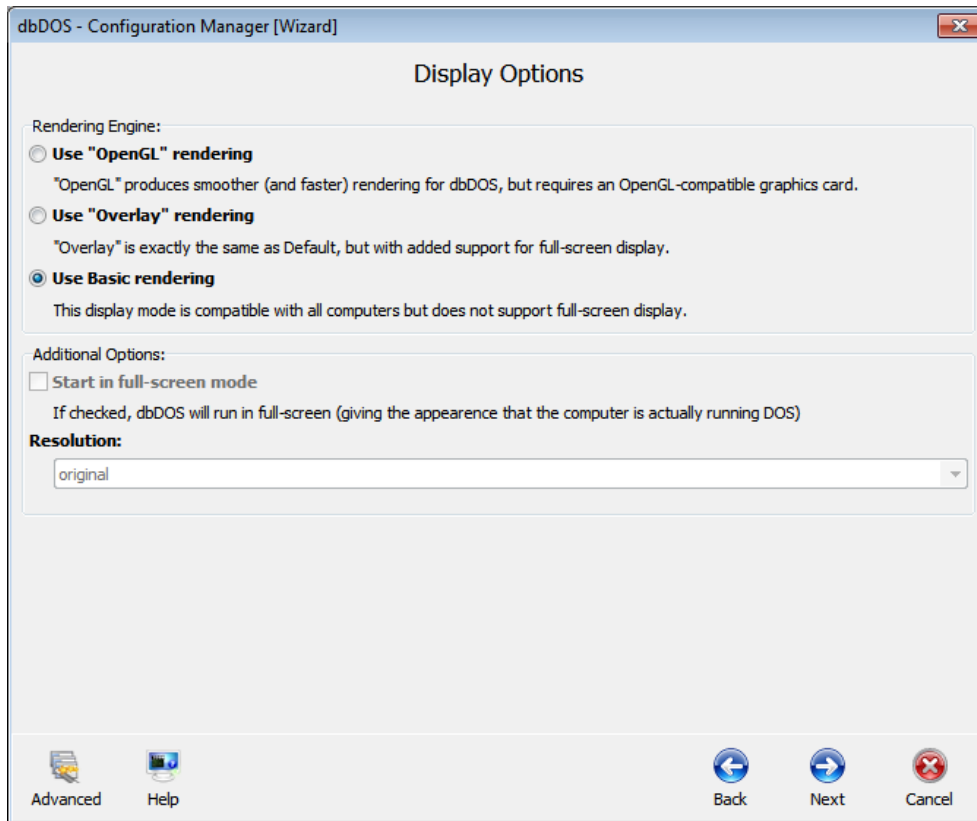 dbDOS - Configuration Manager [Wizard]
Display Options
Rendering Engine:
Use "OpenGL" rendering
"OpenGL" produces smoother (and faster) rendering for dbDOS, but requires an OpenGL-compatible graphics card.
Use "Overlay" rendering
"Overlay" is exactly the same as Default, but with added support for full-screen display.
Use Basic rendering
This display mode is compatible with all computers but does not support full-screen display.
Additional Options:
Start in full-screen mode
If checked, dbDOS will run in full-screen (giving the appearence that the computer is actually running DOS)
Resolution:
original
Advanced Help Back Next Cancel